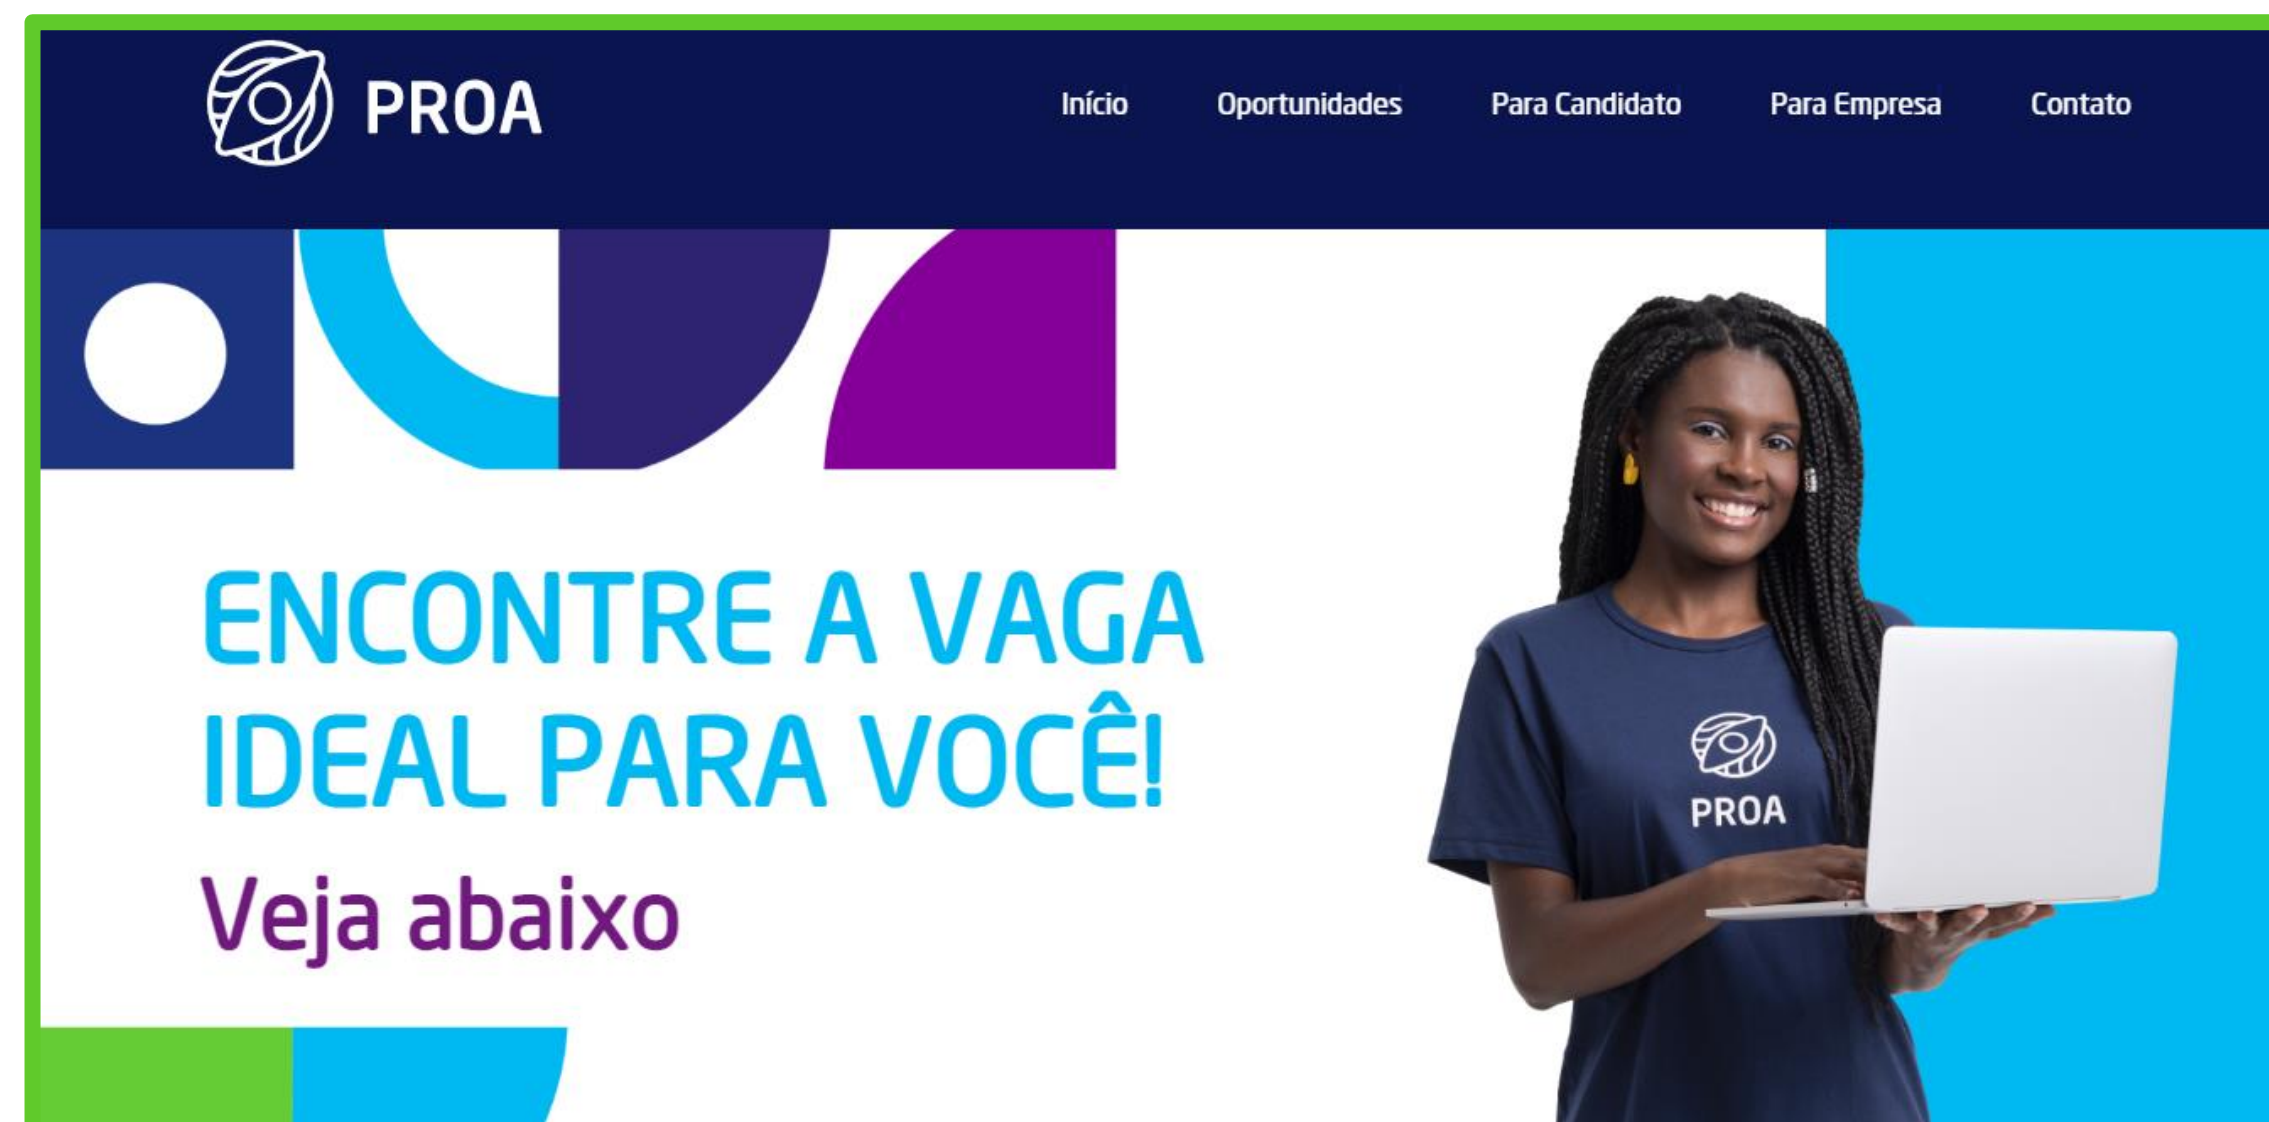 PROA
Início Oportunidades Para Candidato Para Empresa Contato
ENCONTRE A VAGA
IDEAL PARA VOCÊ!
Veja abaixo
PROA